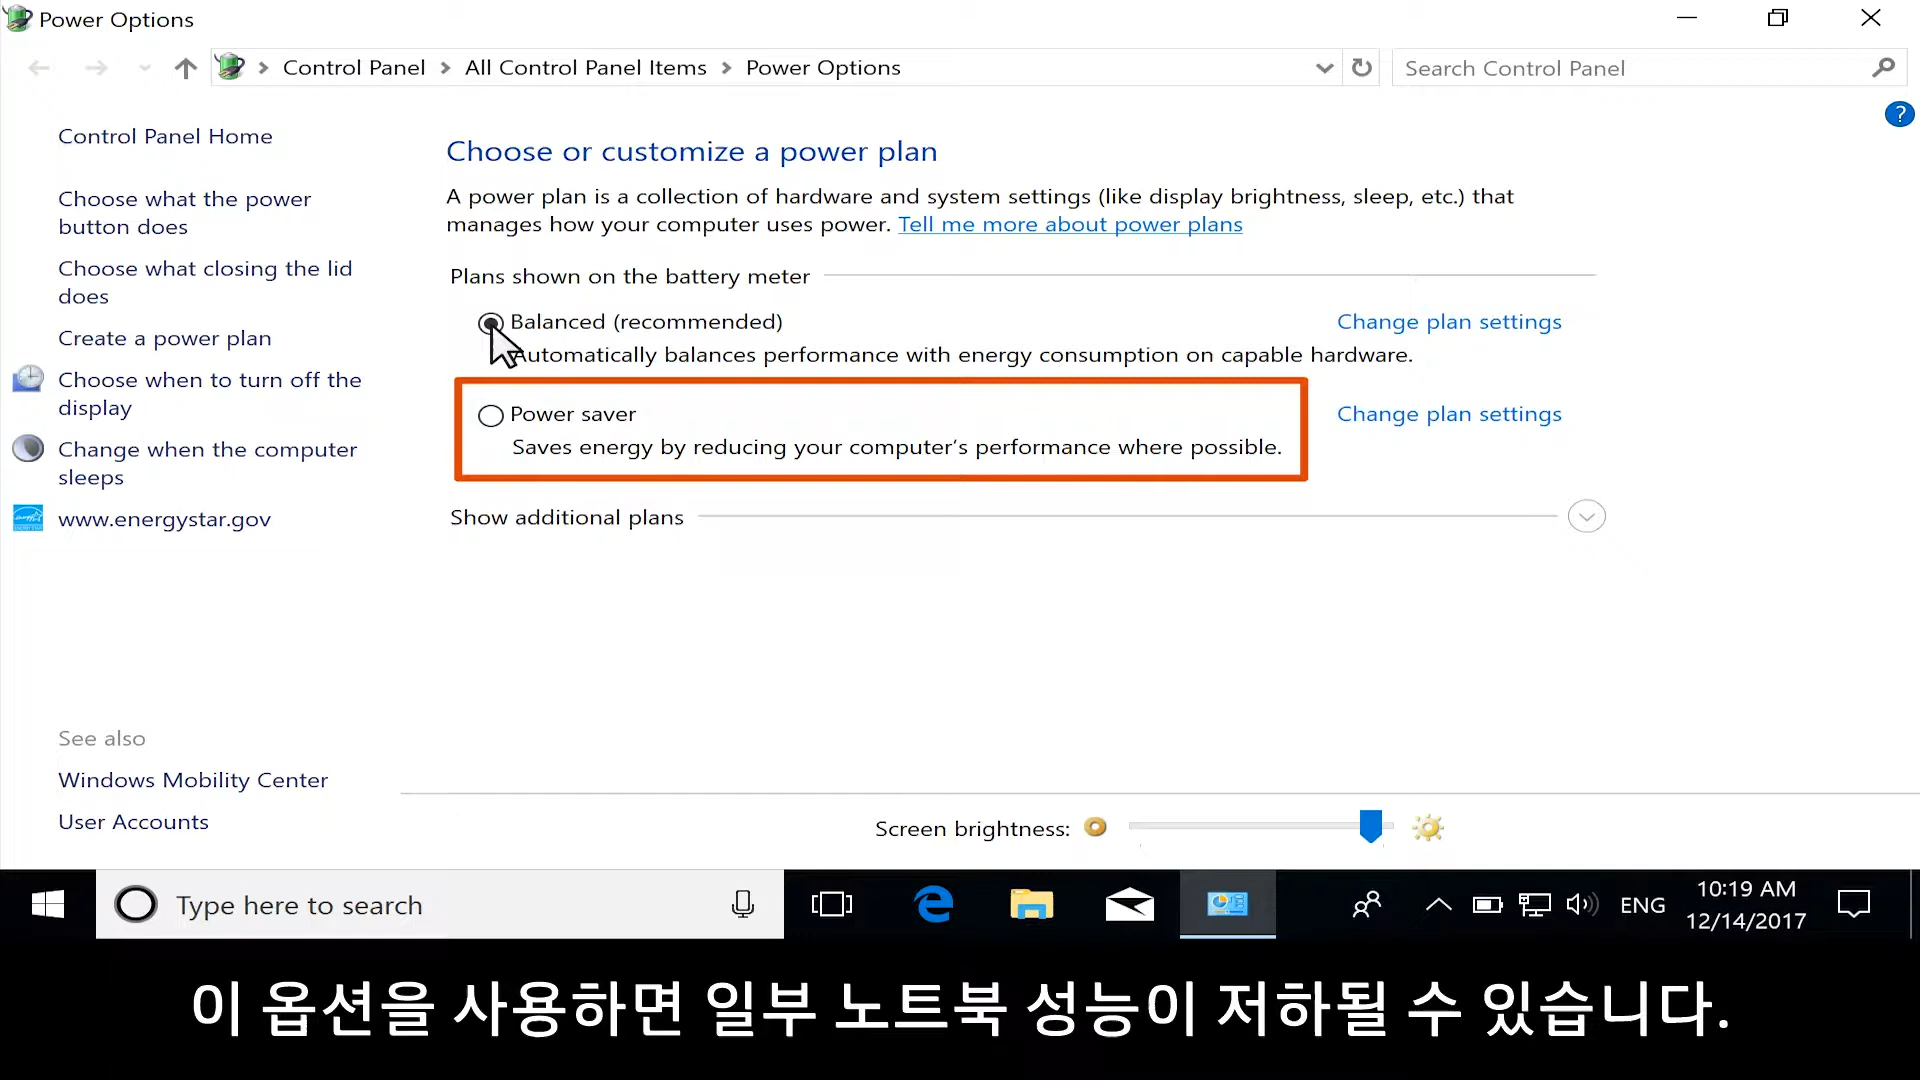 Power Options
Control Panel
All Control Panel Items
Power Options
Search Control Panel
?
Control Panel Home
Choose what the power
button does
Choose what closing the lid
does
Create a power plan
Choose when to turn off the
display
Change when the computer
sleeps
www.energystar.gov
See also
Windows Mobility Center
User Accounts
Choose or customize a power plan
A power plan is a collection of hardware and system settings (like display brightness, sleep, etc.) that
manages how your computer uses power. Tell me more about power plans
Plans shown on the battery meter
Balanced (recommended)
Change plan settings
Automatically balances performance with energy consumption on capable hardware.
Power saver
Change plan settings
Saves energy by reducing your computer's performance where possible.
Show additional plans
Screen brightness:
Type here to search
ENG
10:19 AM
12/14/2017
이 옵션을 사용하면 일부 노트북 성능이 저하될 수 있습니다.